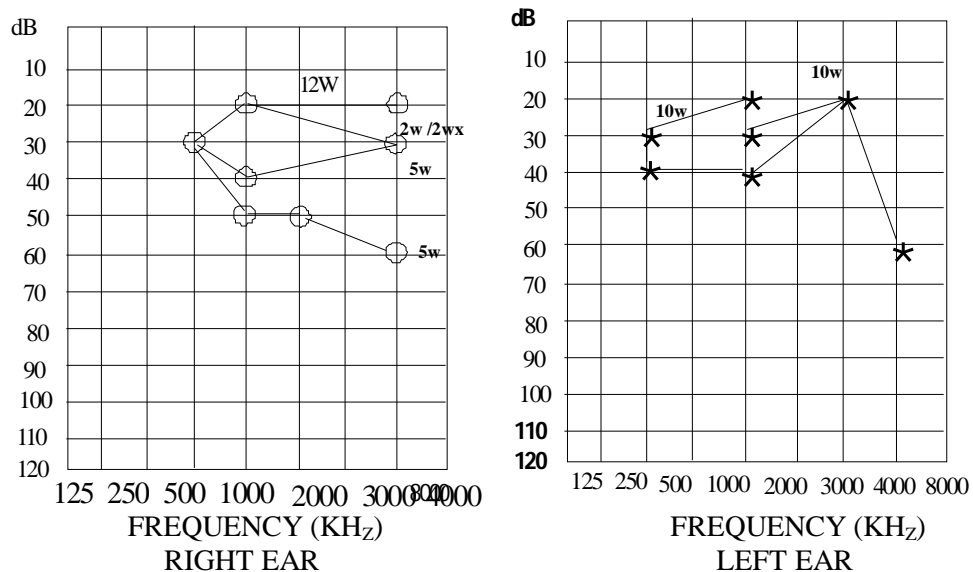 dB
10
20
30
40
50
60
70
80
90
100
110
120
12W
2w /2wx
5w
5w
125 250 500 1000 2000 3000 4000
FREQUENCY (KHZ)
RIGHT EAR
dB
10
20
30
40
50
60
70
80
90
100
110
120
10w
10w
125 250 500 1000 2000 3000 4000 8000
FREQUENCY (KHZ)
LEFT EAR